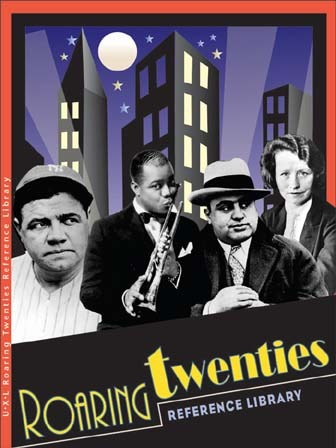 U·X·L Roaring Twenties Reference Library
ROARING twenties
REFERENCE LIBRARY